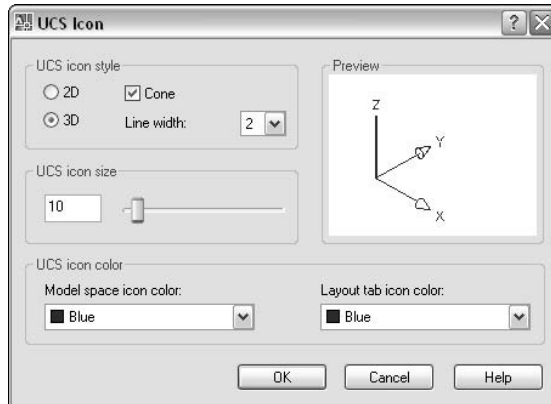 UCS Icon
UCS icon style
2D
Cone
3D
Line width:
2
UCS icon size
10
Preview
Z
Y
X
UCS icon color
Model space icon color:
Blue
Layout tab icon color:
Blue
OK
Cancel
Help